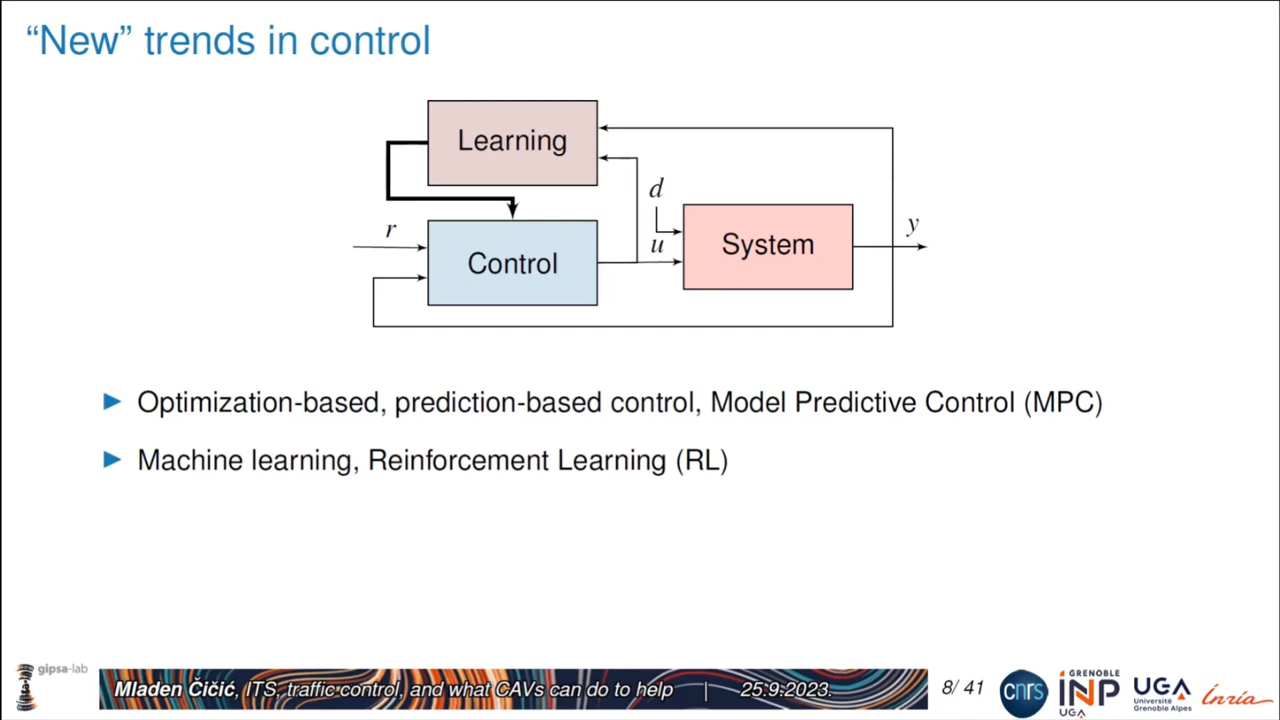 “New” trends in control
Learning
d
r
u
y
Control
System
Optimization-based, prediction-based control, Model Predictive Control (MPC)
Machine learning, Reinforcement Learning (RL)
gipsa-lab
gipsa-lab
Mladen Čičić, ITS, traffic control, and what CAVs can do to help | 25.9.2023.
8/ 41
cnrs
GRENOBLE
INP
UGA
UGA
Université
Grenoble Alpes
Inria